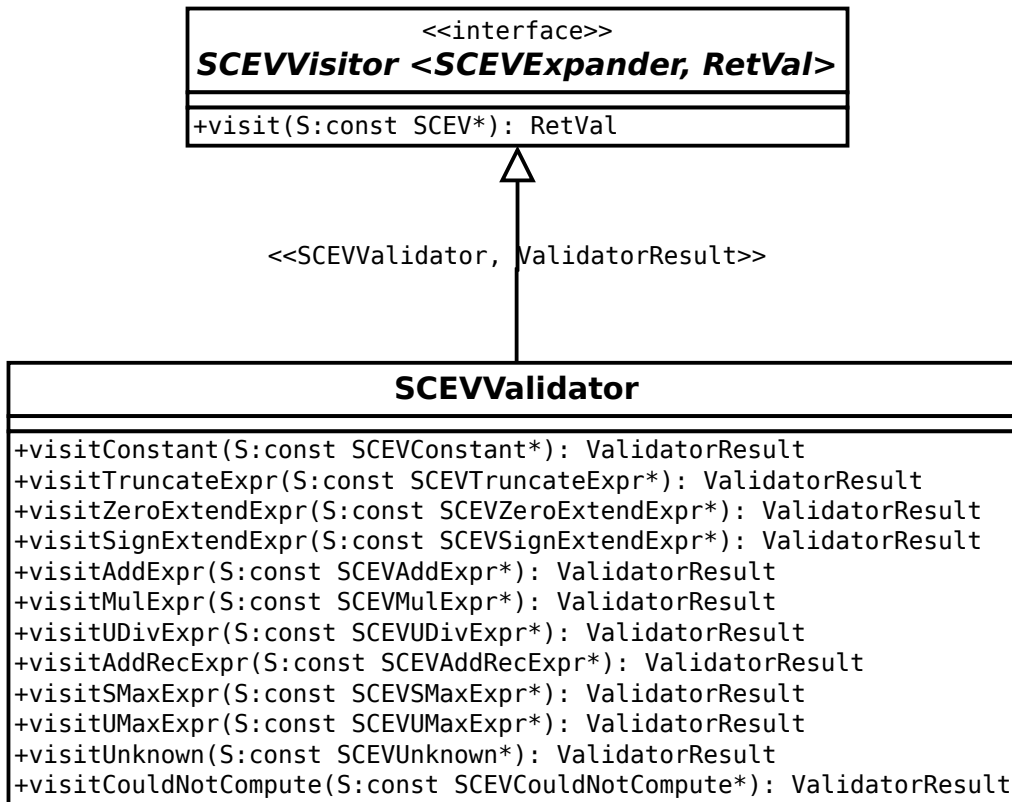 <<interface>>
SCEVVisitor <SCEVExpander, RetVal>
+visit(S:const SCEV*): RetVal
<<SCEVValidator, ValidatorResult>>
SCEVValidator
+visitConstant(S:const SCEVConstant*): ValidatorResult
+visitTruncateExpr(S:const SCEVTruncateExpr*): ValidatorResult
+visitZeroExtendExpr(S:const SCEVZeroExtendExpr*): ValidatorResult
+visitSignExtendExpr(S:const SCEVSignExtendExpr*): ValidatorResult
+visitAddExpr(S:const SCEVAddExpr*): ValidatorResult
+visitMulExpr(S:const SCEVMulExpr*): ValidatorResult
+visitUDivExpr(S:const SCEVUDivExpr*): ValidatorResult
+visitAddRecExpr(S:const SCEVAddRecExpr*): ValidatorResult
+visitSMaxExpr(S:const SCEVSMaxExpr*): ValidatorResult
+visitUMaxExpr(S:const SCEVUMaxExpr*): ValidatorResult
+visitUnknown(S:const SCEVUnknown*): ValidatorResult
+visitCouldNotCompute(S:const SCEVCouldNotCompute*): ValidatorResult